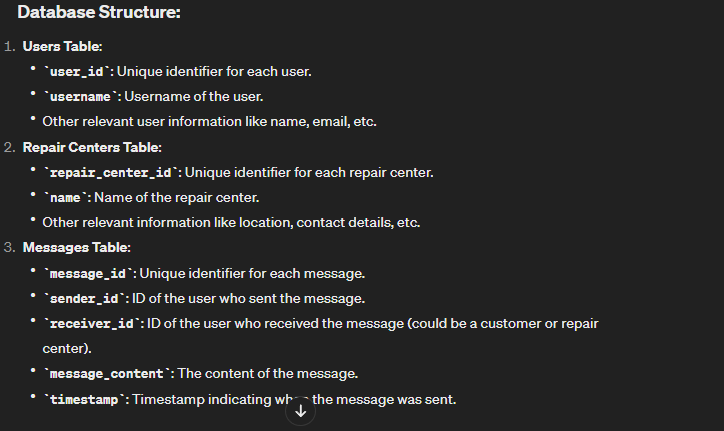 Database Structure:
1. Users Table:
• `user_id`: Unique identifier for each user.
• `username`: Username of the user.
• Other relevant user information like name, email, etc.
2. Repair Centers Table:
• `repair_center_id`: Unique identifier for each repair center.
• `name`: Name of the repair center.
• Other relevant information like location, contact details, etc.
3. Messages Table:
• `message_id`: Unique identifier for each message.
• `sender_id`: ID of the user who sent the message.
• `receiver_id`: ID of the user who received the message (could be a customer or repair
center).
• `message_content`: The content of the message.
• `timestamp`: Timestamp indicating when the message was sent.